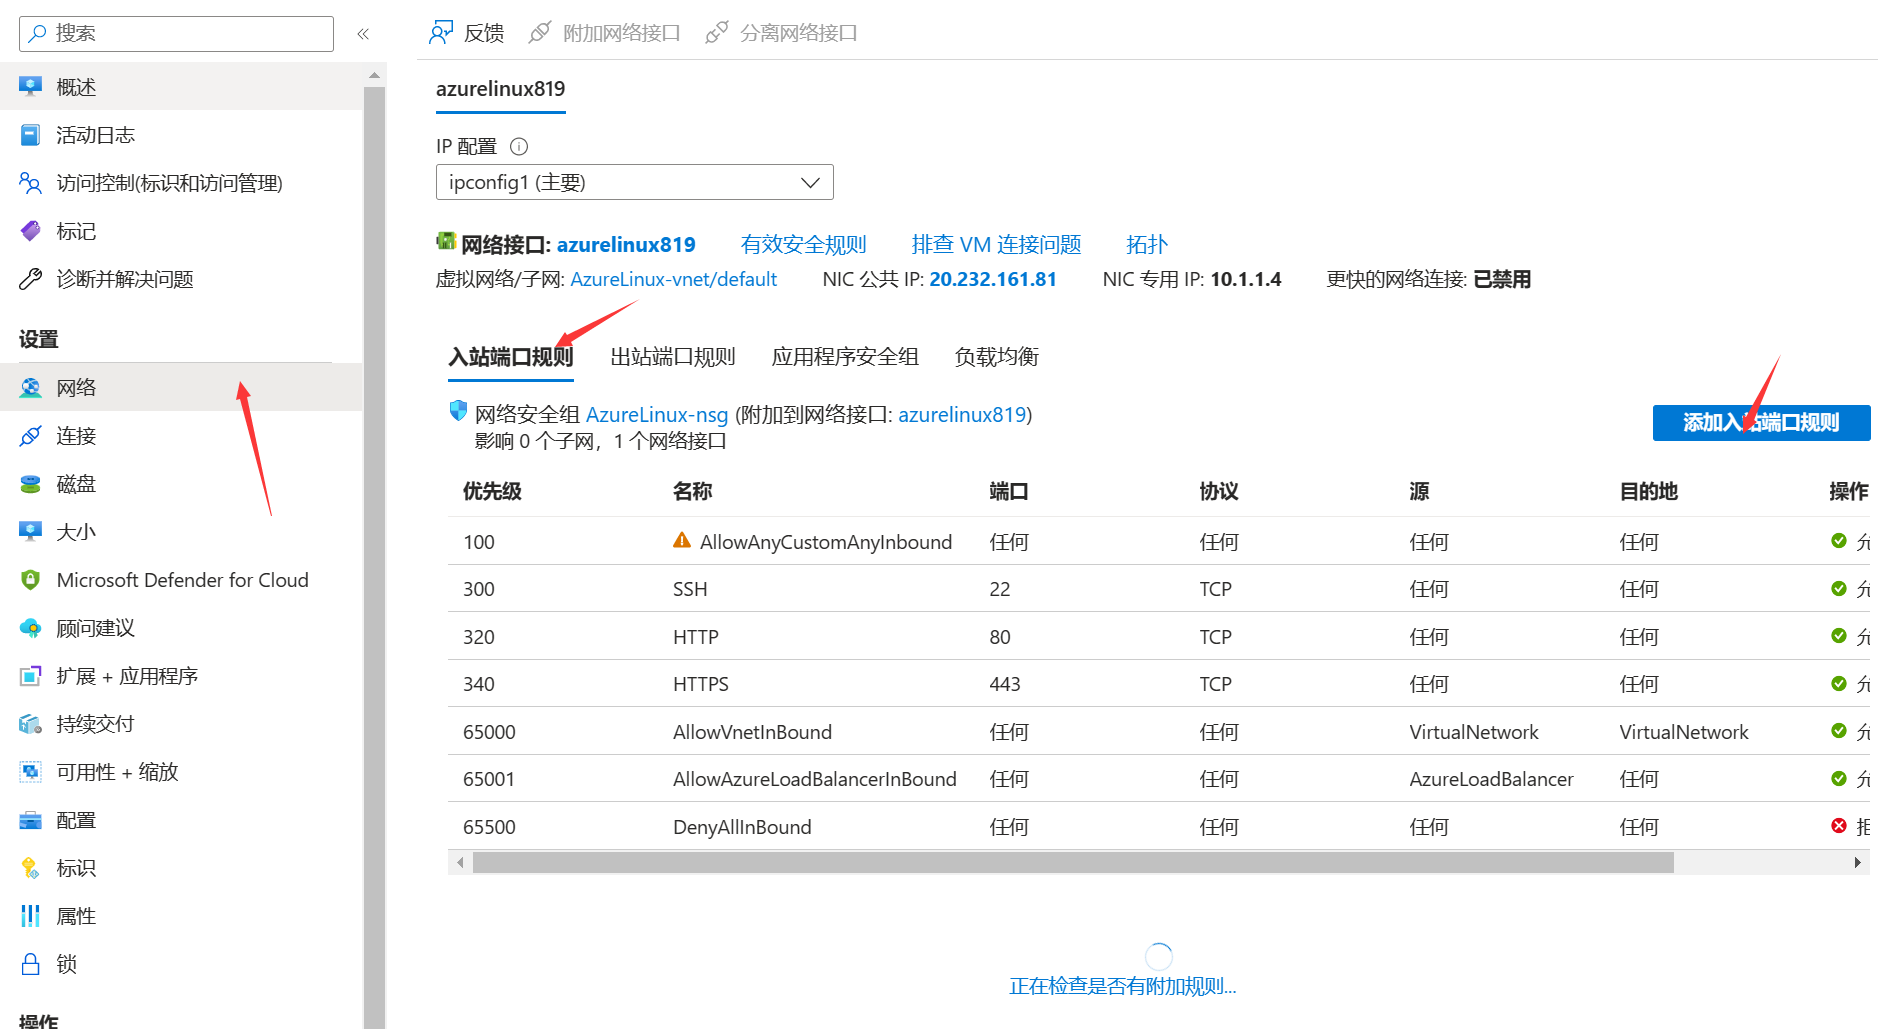 搜索
«
概述
活动日志
访问控制(标识和访问管理)
标记
诊断并解决问题
设置
网络
连接
磁盘
大小
Microsoft Defender for Cloud
顾问建议
扩展 + 应用程序
持续交付
可用性 + 缩放
配置
标识
属性
锁
操作
反馈 附加网络接口 分离网络接口
azurelinux819
IP 配置
ipconfig1 (主要)
网络接口: azurelinux819 有效安全规则 排查 VM 连接问题 拓扑
虚拟网络/子网: AzureLinux-vnet/default NIC 公共 IP: 20.232.161.81 NIC 专用 IP: 10.1.1.4 更快的网络连接: 已禁用
入站端口规则 出站端口规则 应用程序安全组 负载均衡
网络安全组 AzureLinux-nsg (附加到网络接口: azurelinux819)
影响 0 个子网，1 个网络接口
添加入站端口规则
优先级 名称 端口 协议 源 目的地 操作
100 AllowAnyCustomAnyInbound 任何 任何 任何 任何
300 SSH 22 TCP 任何 任何
320 HTTP 80 TCP 任何 任何
340 HTTPS 443 TCP 任何 任何
65000 AllowVnetInBound 任何 任何 VirtualNetwork VirtualNetwork
65001 AllowAzureLoadBalancerInBound 任何 任何 AzureLoadBalancer 任何
65500 DenyAllInBound 任何 任何 任何 任何
正在检查是否有附加规则...